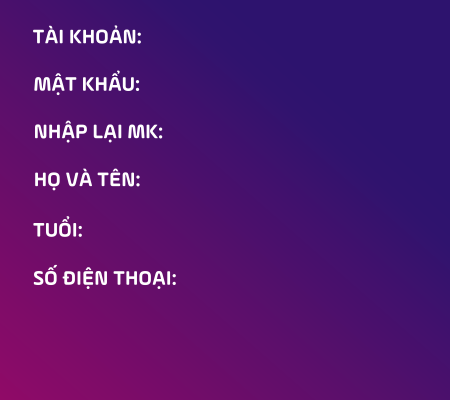 TÀI KHOẢN:
MẬT KHẨU:
NHẬP LẠI MK:
HỌ VÀ TÊN:
TUỔI:
SỐ ĐIỆN THOẠI: